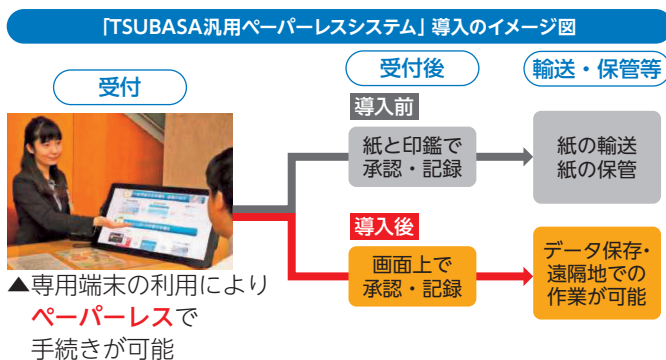 「TSUBASA汎用ペーパーレスシステム」導入のイメージ図
受付
受付後
輸送・保管等
導入前
紙と印鑑で
承認・記録
紙の輸送
紙の保管
導入後
画面上で
承認・記録
データ保存・
遠隔地での
作業が可能
▲専用端末の利用により
ペーパーレスで
手続きが可能